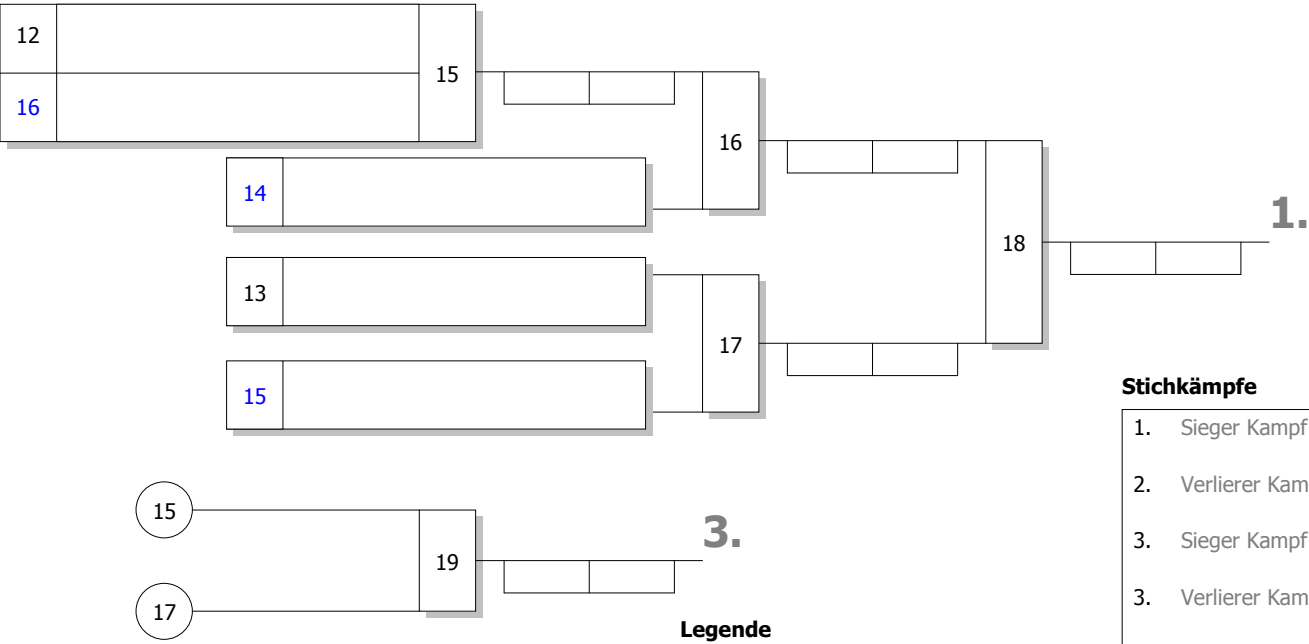 12
15
16
16
14
1.
18
13
17
15
Stichkämpfe
1. Sieger Kampf
2. Verlierer Kam
15
3.
3. Sieger Kampf
19
3. Verlierer Kam
17
Legende